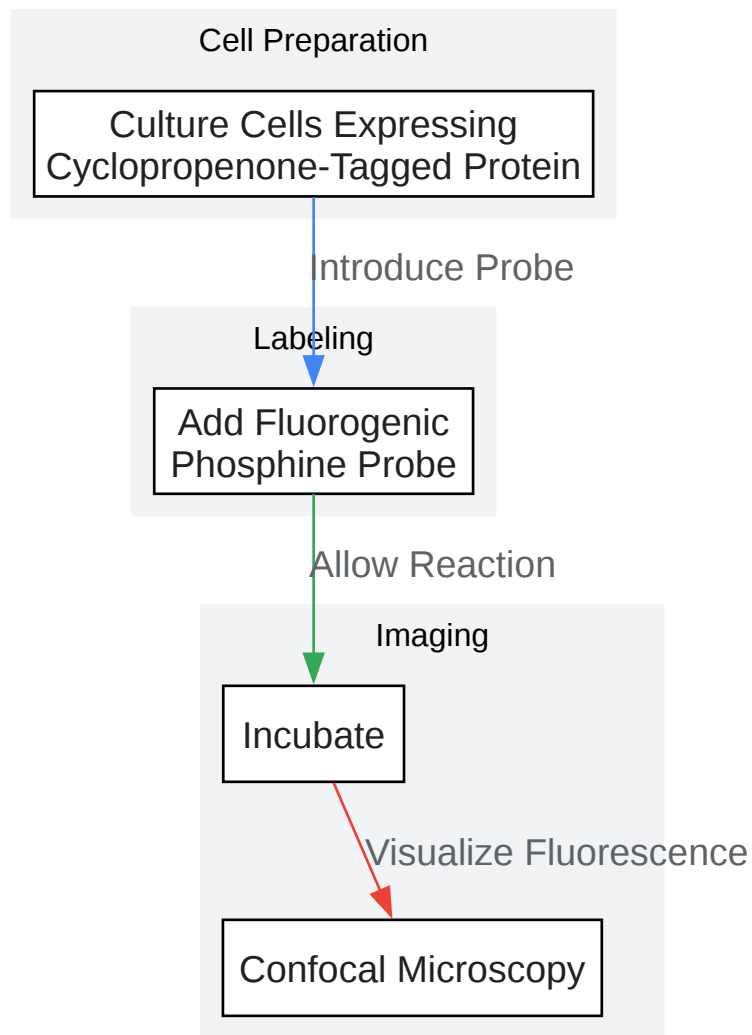 Cell Preparation
Culture Cells Expressing
Cyclopropenone-Tagged Protein
Introduce Probe
Labeling
Add Fluorogenic
Phosphine Probe
Allow Reaction
Imaging
Incubate
Visualize Fluorescence
Confocal Microscopy